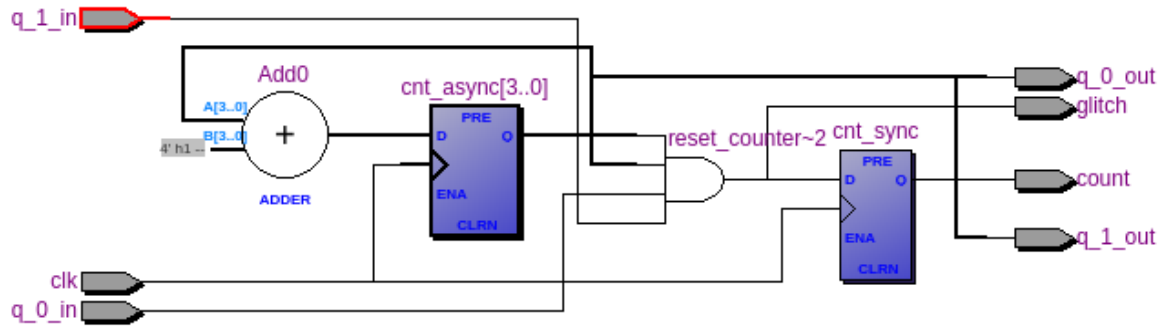 q_1_in
Add0
A[3..0]
B[3..0]
4' h1 --
+
ADDER
cnt_async[3..0]
PRE
D Q
ENA
CLRN
reset_counter~2
cnt_sync
PRE
D Q
ENA
CLRN
q_0_out
glitch
count
q_1_out
clk
q_0_in